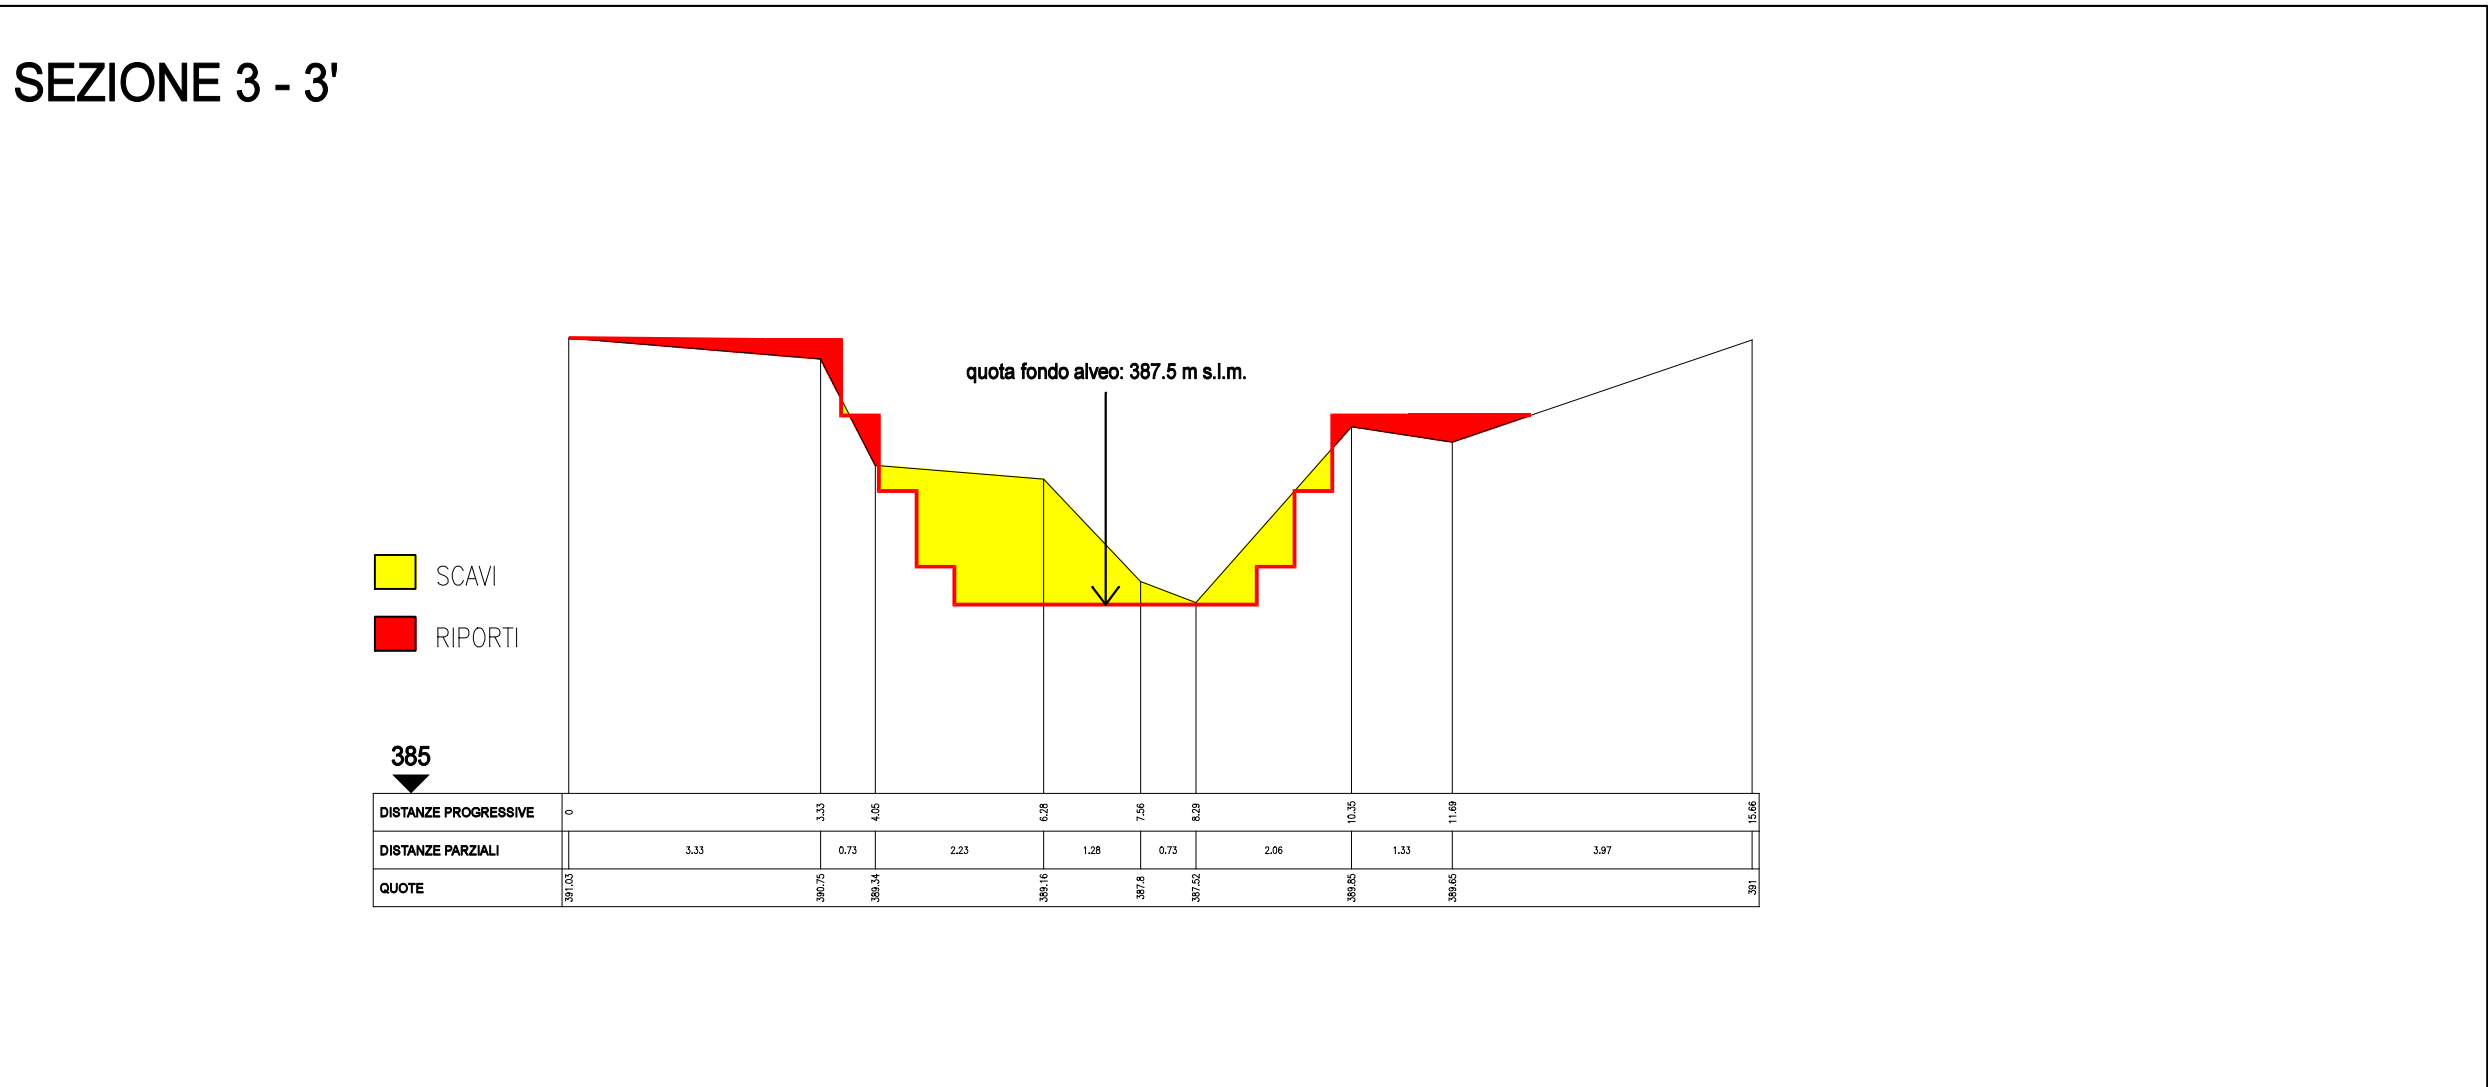 SEZIONE 3 - 3'
quota fondo alveo: 387.5 m s.l.m.
SCAVI
RIPORTI
385
DISTANZE PROGRESSIVE 0 3.33 4.05 6.28 7.56 8.29 10.35 11.69 15.66
DISTANZE PARZIALI 3.33 0.73 2.23 1.28 0.73 2.06 1.33 3.97
QUOTE 391.03 390.75 389.34 389.16 387.8 387.52 389.85 389.65 391